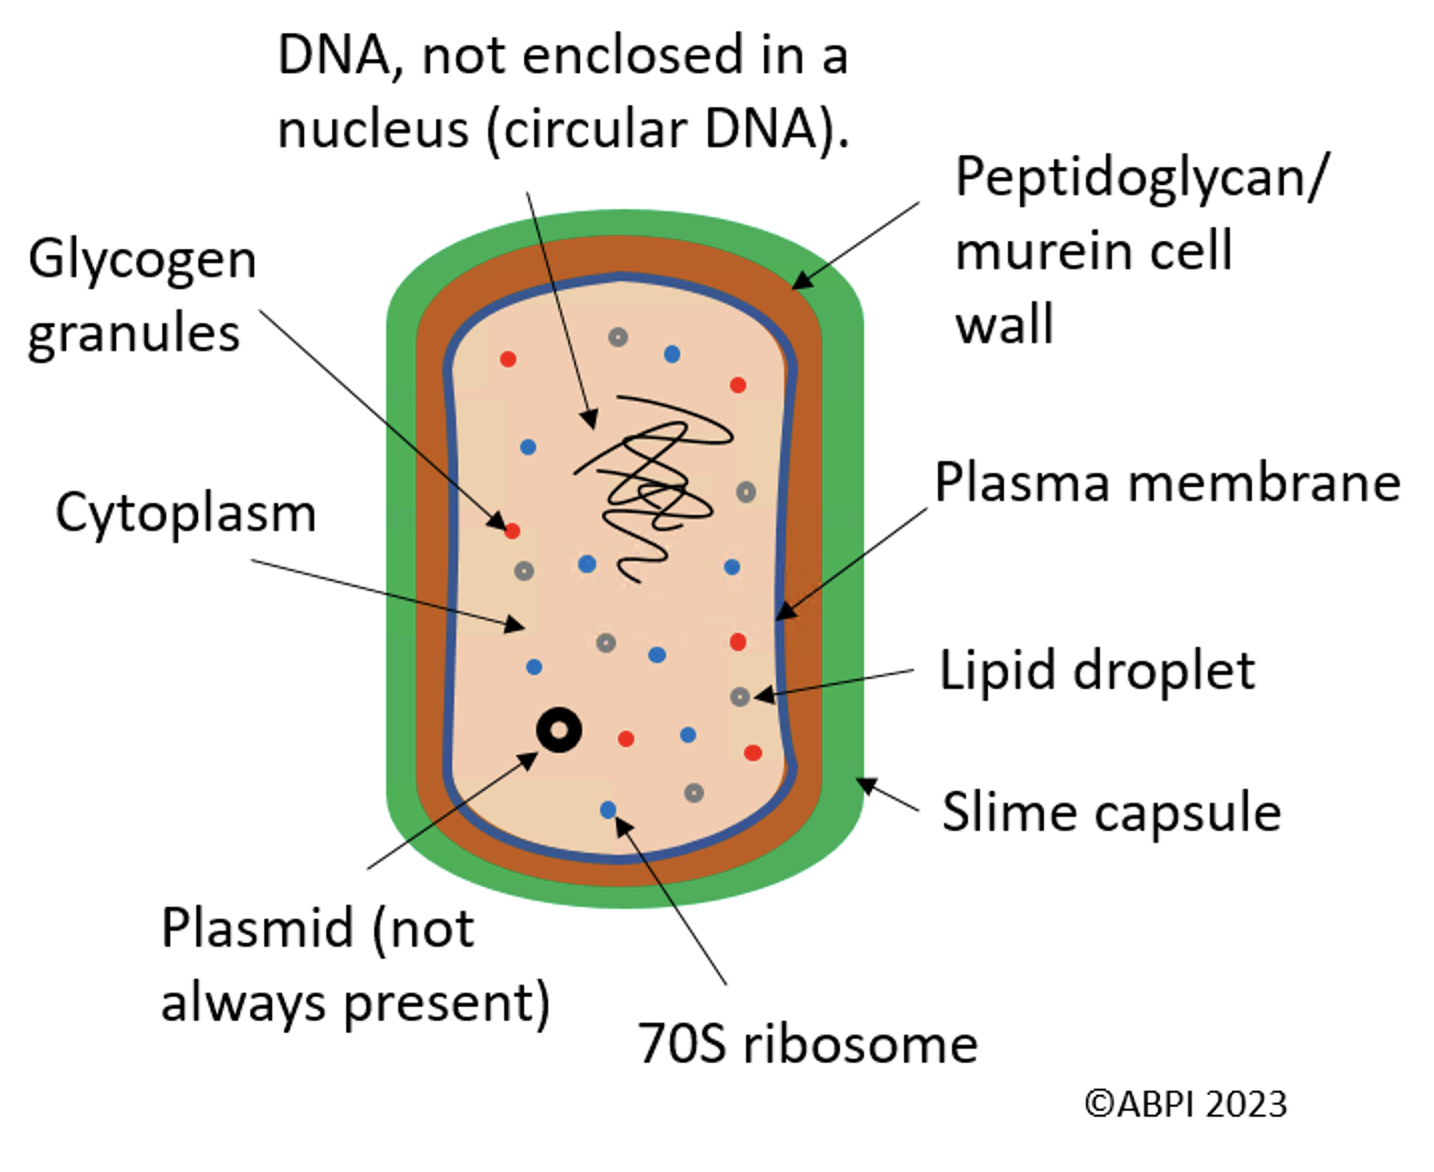 DNA, not enclosed in a
nucleus (circular DNA).
Peptidoglycan/
murein cell
wall
Glycogen
granules
Plasma membrane
Cytoplasm
Lipid droplet
Slime capsule
Plasmid (not
always present)
70S ribosome
©ABPI 2023